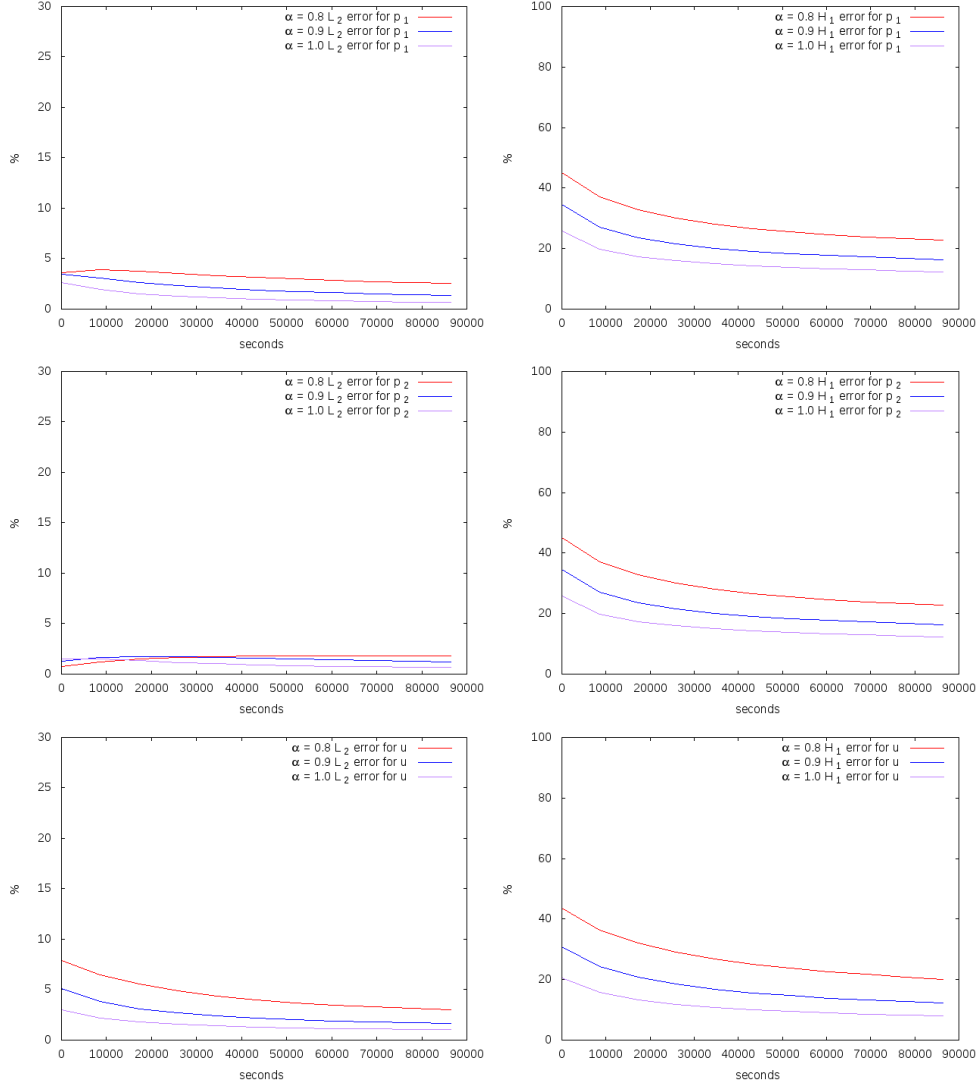 α = 0.8 L2 error for p1
α = 0.9 L2 error for p1
α = 1.0 L2 error for p1
30
25
20
15
10
5
0
%
0 10000 20000 30000 40000 50000 60000 70000 80000 90000
seconds
α = 0.8 H1 error for p1
α = 0.9 H1 error for p1
α = 1.0 H1 error for p1
100
80
60
40
20
0
%
0 10000 20000 30000 40000 50000 60000 70000 80000 90000
seconds
α = 0.8 L2 error for p2
α = 0.9 L2 error for p2
α = 1.0 L2 error for p2
30
25
20
15
10
5
0
%
0 10000 20000 30000 40000 50000 60000 70000 80000 90000
seconds
α = 0.8 H1 error for p2
α = 0.9 H1 error for p2
α = 1.0 H1 error for p2
100
80
60
40
20
0
%
0 10000 20000 30000 40000 50000 60000 70000 80000 90000
seconds
α = 0.8 L2 error for u
α = 0.9 L2 error for u
α = 1.0 L2 error for u
30
25
20
15
10
5
0
%
0 10000 20000 30000 40000 50000 60000 70000 80000 90000
seconds
α = 0.8 H1 error for u
α = 0.9 H1 error for u
α = 1.0 H1 error for u
100
80
60
40
20
0
%
0 10000 20000 30000 40000 50000 60000 70000 80000 90000
seconds